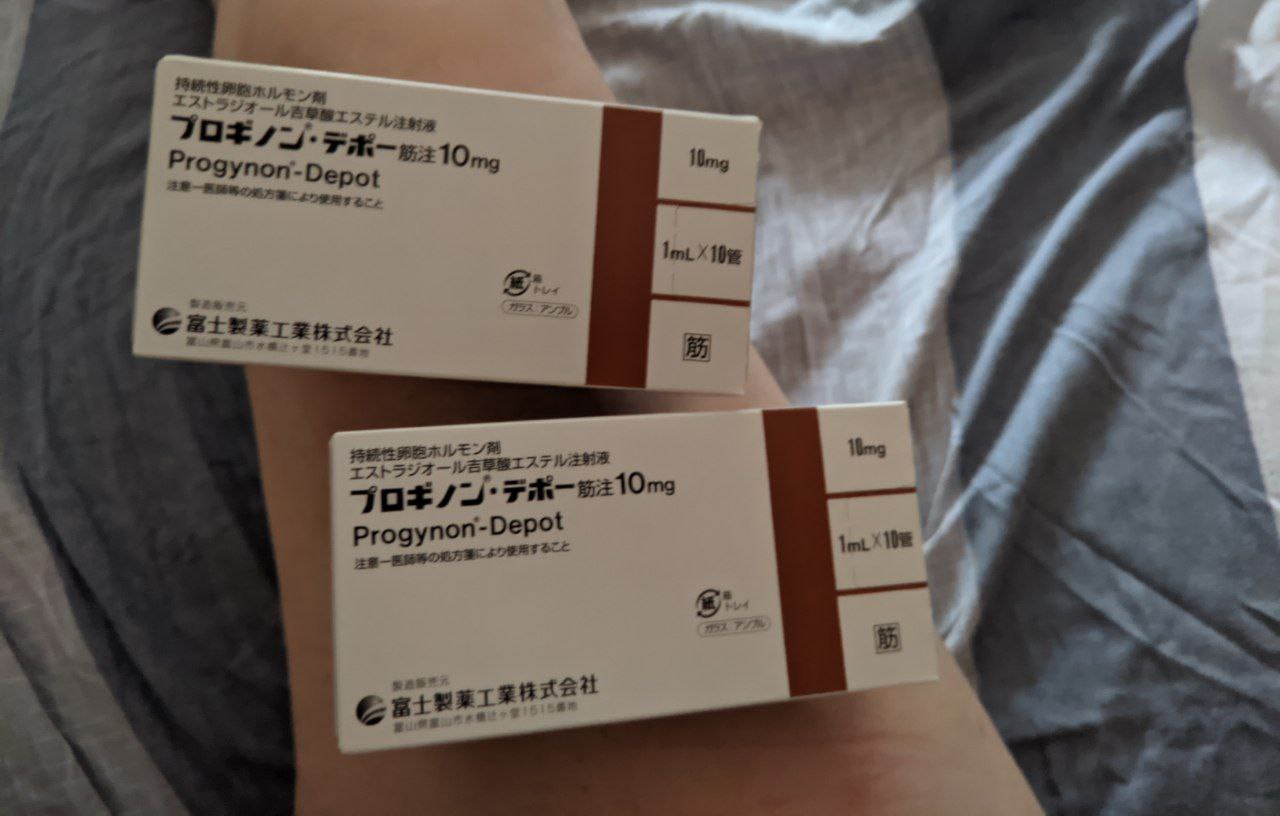 持続性卵胞ホルモン剤
エストラジオール吉草酸エステル注射液
プロギノン®・デポー筋注10mg
Progynon®-Depot
注意-医師等の処方箋により使用すること
紙
箱
トレイ
ガラス:アンプル
製造販売元
富士製薬工業株式会社
富山県富山市水橋辻ヶ堂1515番地
10mg
1mL×10管
筋
持続性卵胞ホルモン剤
エストラジオール吉草酸エステル注射液
プロギノン®・デポー筋注10mg
Progynon®-Depot
注意-医師等の処方箋により使用すること
紙
箱
トレイ
ガラス:アンプル
製造販売元
富士製薬工業株式会社
富山県富山市水橋辻ヶ堂1515番地
10mg
1mL×10管
筋